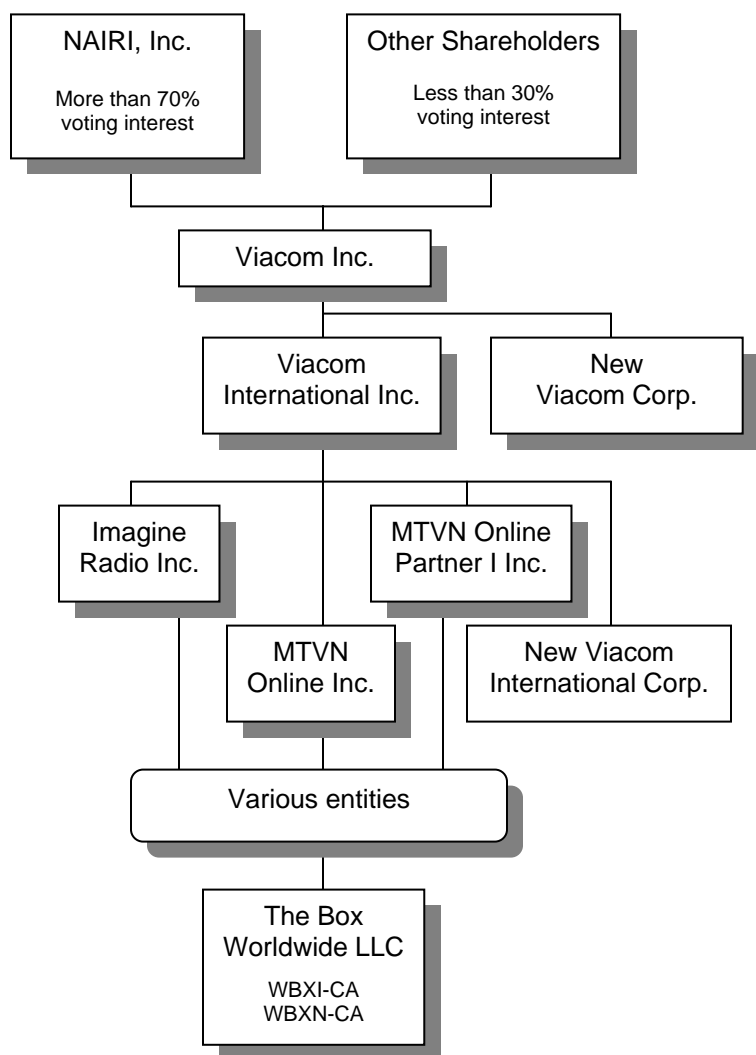 NAIRI, Inc.
More than 70%
voting interest
Other Shareholders
Less than 30%
voting interest
Viacom Inc.
Viacom
International Inc.
New
Viacom Corp.
Imagine
Radio Inc.
MTVN Online
Partner I Inc.
MTVN
Online Inc.
New Viacom
International Corp.
Various entities
The Box
Worldwide LLC
WBXI-CA
WBXN-CA